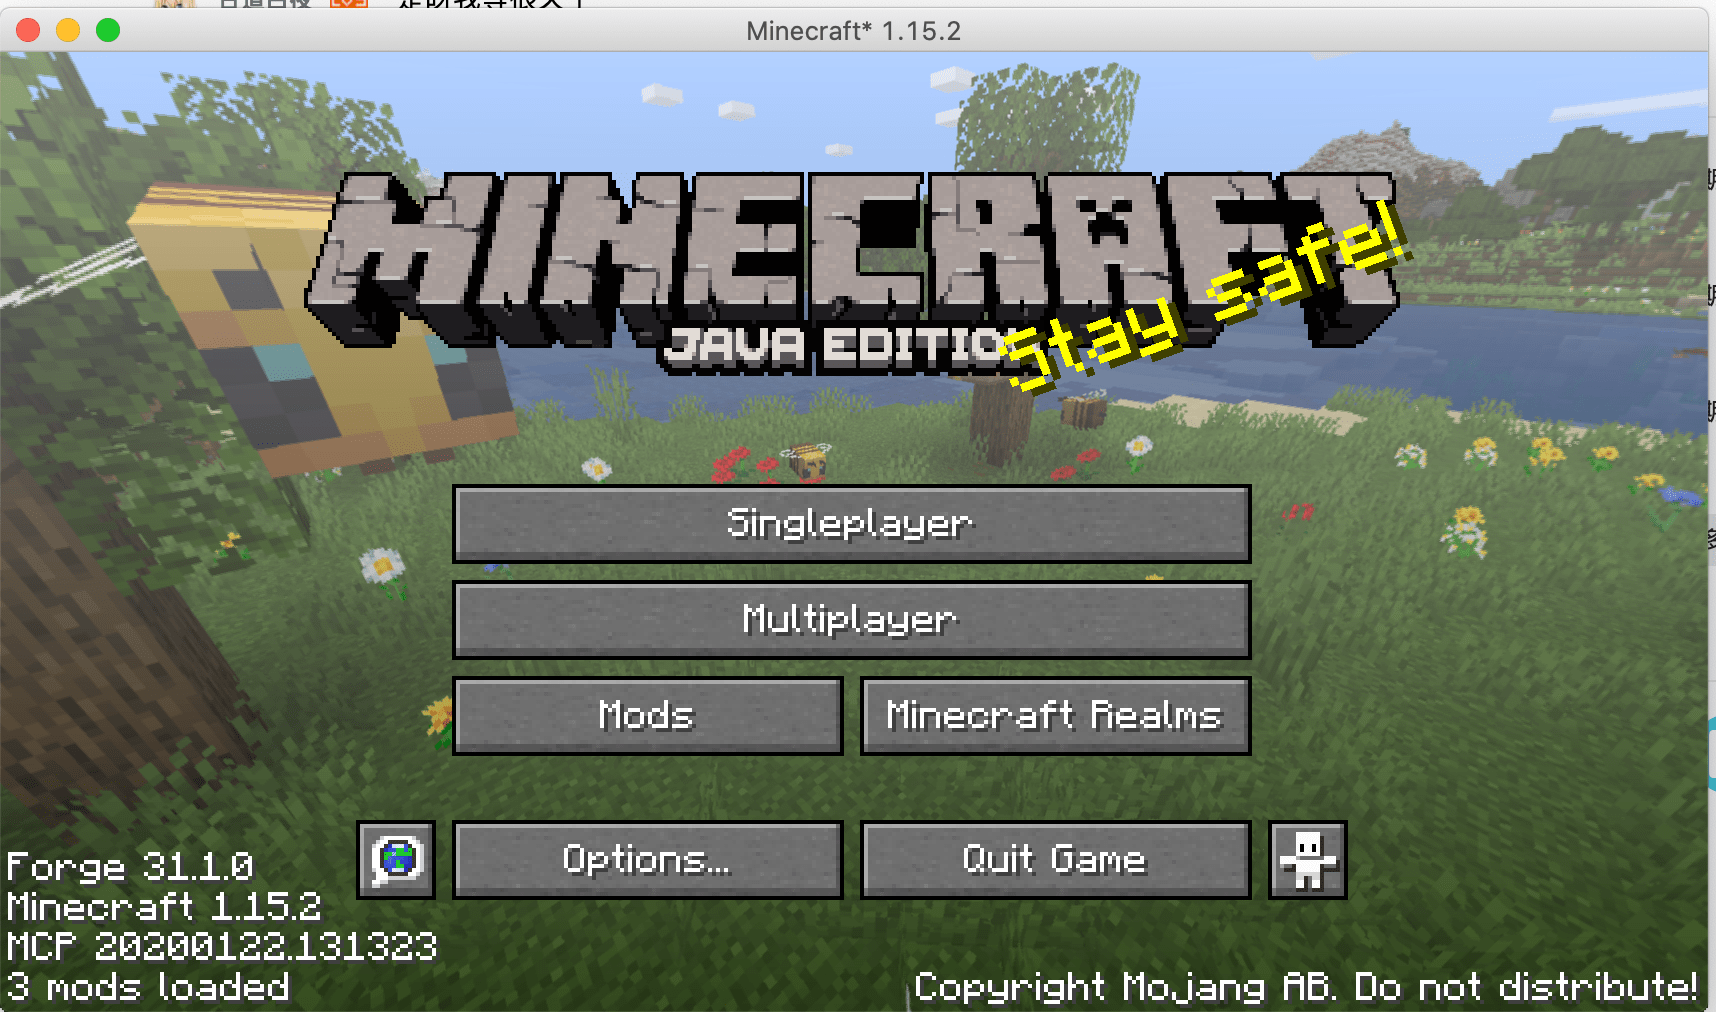 Minecraft* 1.15.2
MINECRAFT
JAVA EDITION
Stay safe!
Singleplayer
Multiplayer
Mods
Minecraft Realms
Options...
Quit Game
Forge 31.1.0
Minecraft 1.15.2
MCP 20200122.131323
3 mods loaded
Copyright Mojang AB. Do not distribute!